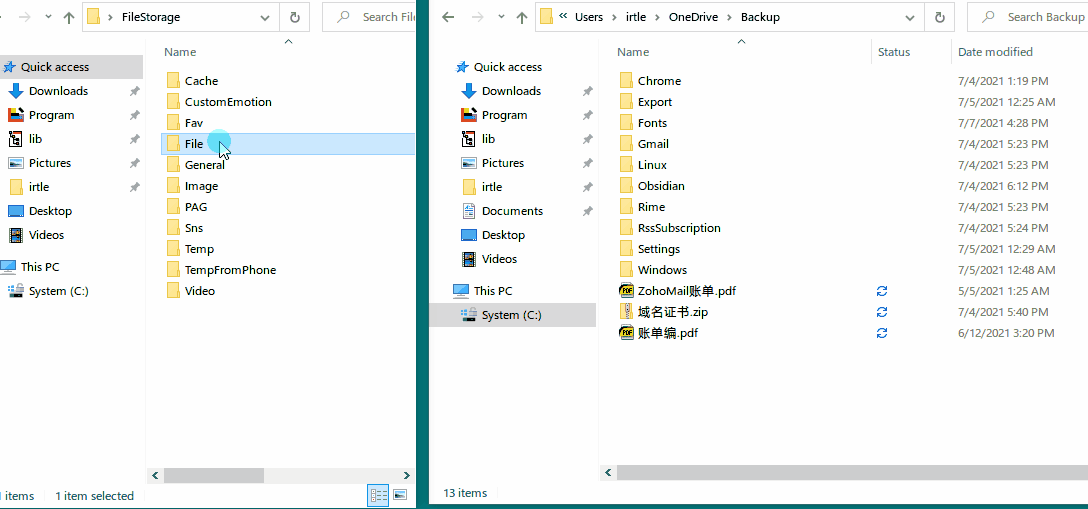 FileStorage
Search File
Name
Quick access
Downloads
Program
lib
Pictures
irtle
Desktop
Videos
This PC
System (C:)
Cache
CustomEmotion
Fav
File
General
Image
PAG
Sns
Temp
TempFromPhone
Video
items
1 item selected
Users
irtle
OneDrive
Backup
Search Backup
Quick access
Downloads
Program
lib
Pictures
irtle
Documents
Desktop
Videos
This PC
System (C:)
Name Status Date modified
Chrome 7/4/2021 1:19 PM
Export 7/5/2021 12:25 AM
Fonts 7/7/2021 4:28 PM
Gmail 7/4/2021 5:23 PM
Linux 7/4/2021 5:23 PM
Obsidian 7/4/2021 6:12 PM
Rime 7/4/2021 5:23 PM
RssSubscription 7/4/2021 5:24 PM
Settings 7/5/2021 12:29 AM
Windows 7/5/2021 12:48 AM
PDF ZohoMail账单.pdf 5/5/2021 1:25 AM
域名证书.zip 7/4/2021 5:40 PM
PDF 账单编.pdf 6/12/2021 3:20 PM
13 items